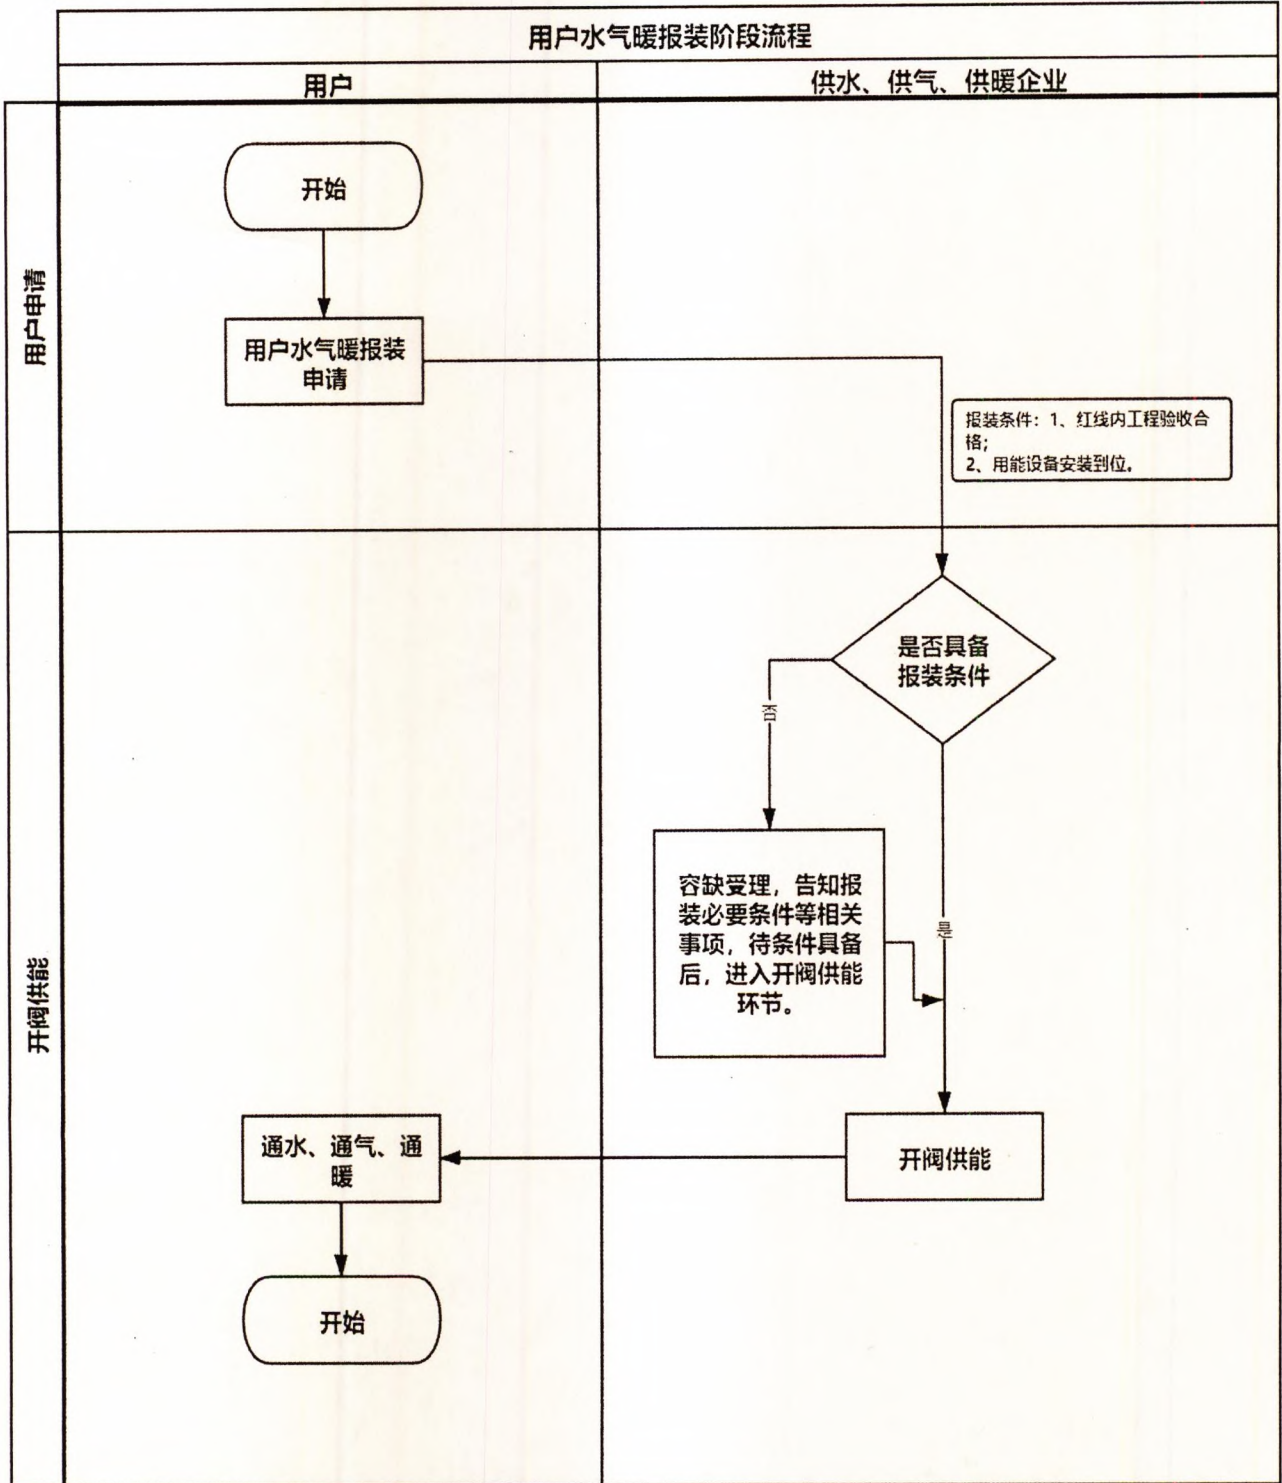 用户水气暖报装阶段流程
用户
供水、供气、供暖企业
用户申请
开始
用户水气暖报装
申请
报装条件：1、红线内工程验收合
格；
2、用能设备安装到位。
开阀供能
是否具备
报装条件
否
是
容缺受理，告知报
装必要条件等相关
事项，待条件具备
后，进入开阀供能
环节。
开阀供能
通水、通气、通
暖
开始